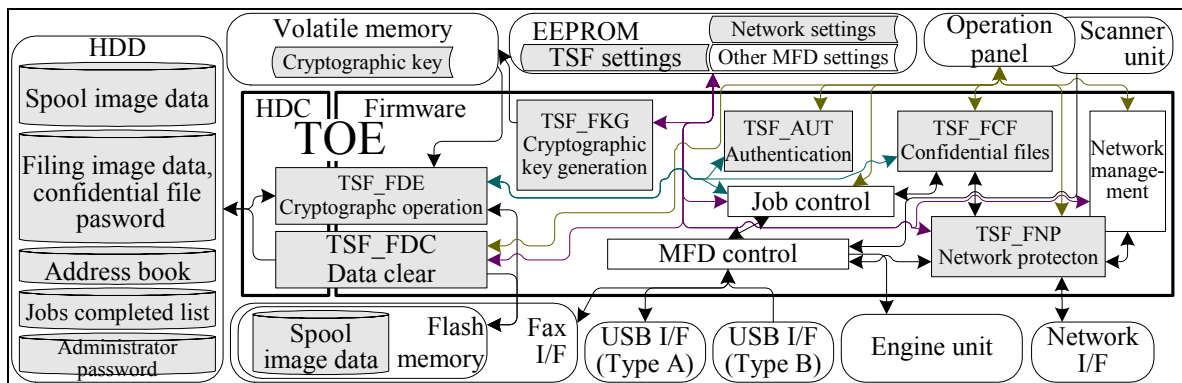 HDD
Spool image data
Filing image data,
confidential file
pasword
Address book
Jobs completed list
Administrator
password
Volatile memory
Cryptographic key
EEPROM
Network settings
TSF settings
Other MFD settings
Operation
panel
Scanner
unit
HDC
Firmware
TOE
TSF_FKG
Cryptographic
key generation
TSF_AUT
Authentication
TSF_FCF
Confidential files
Network
manage-
ment
TSF_FDE
Cryptographc operation
Job control
TSF_FDC
Data clear
MFD control
TSF_FNP
Network protecton
Spool
image data
Flash
memory
Fax
I/F
USB I/F
(Type A)
USB I/F
(Type B)
Engine unit
Network
I/F